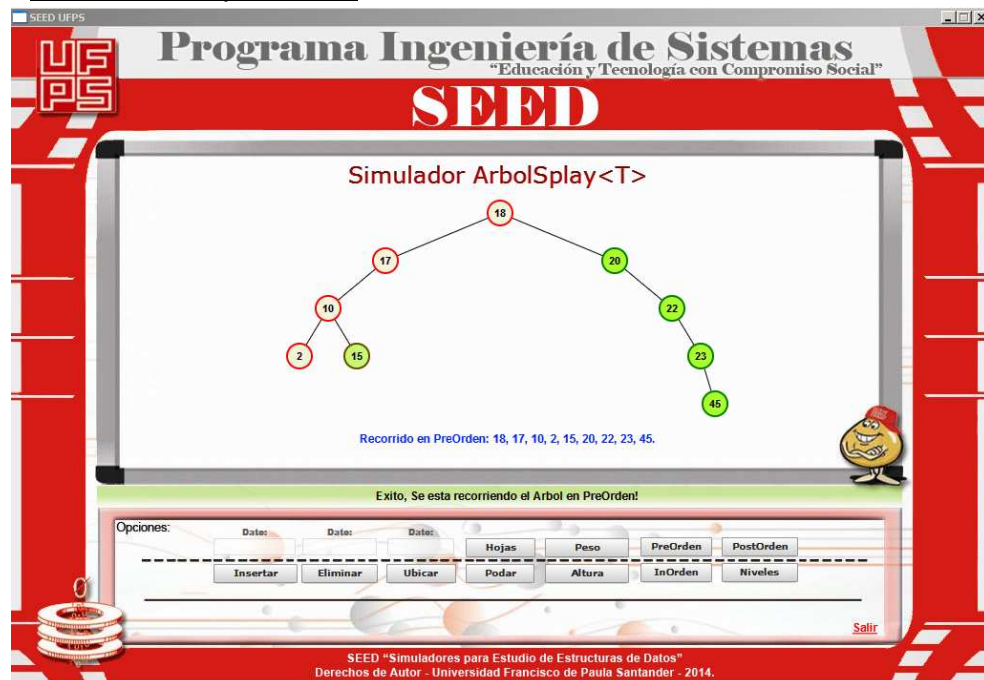 SEED UFPS
UF
PS
Programa Ingeniería de Sistemas
“Educación y Tecnología con Compromiso Social”
SEED
Simulador ArbolSplay<T>
18
17
20
10
22
2
15
23
45
Recorrido en PreOrden: 18, 17, 10, 2, 15, 20, 22, 23, 45.
Exito, Se esta recorriendo el Arbol en PreOrden!
Opciones:
Dato: Dato: Dato:
Hojas Peso PreOrden PostOrden
Insertar Eliminar Ubicar Podar Altura InOrden Niveles
Salir
SEED “Simuladores para Estudio de Estructuras de Datos”
Derechos de Autor - Universidad Francisco de Paula Santander - 2014.